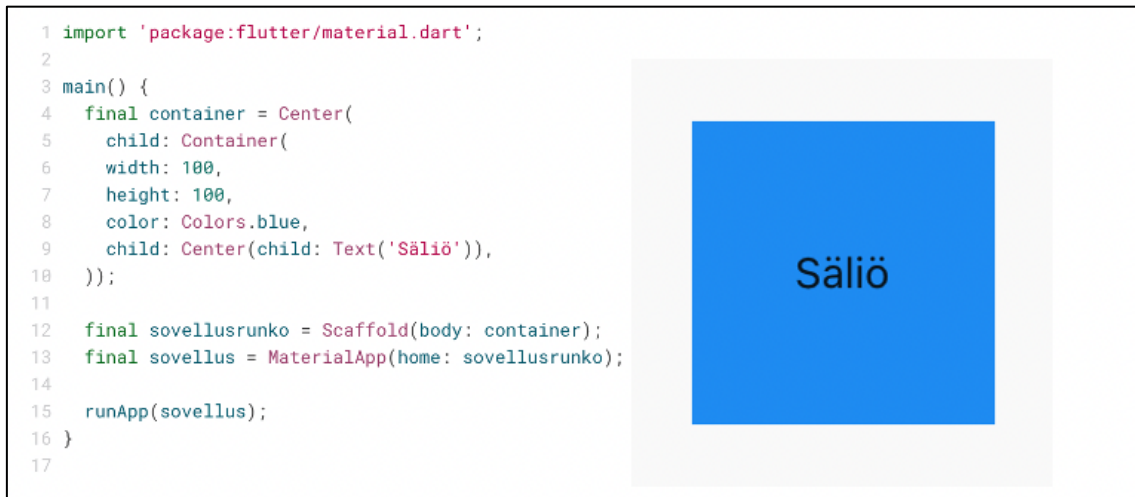 1 import 'package:flutter/material.dart';
2
3 main() {
4   final container = Center(
5     child: Container(
6     width: 100,
7     height: 100,
8     color: Colors.blue,
9     child: Center(child: Text('Säliö')),
10   ));
11
12   final sovellusrunko = Scaffold(body: container);
13   final sovellus = MaterialApp(home: sovellusrunko);
14
15   runApp(sovellus);
16 }
17
Säliö